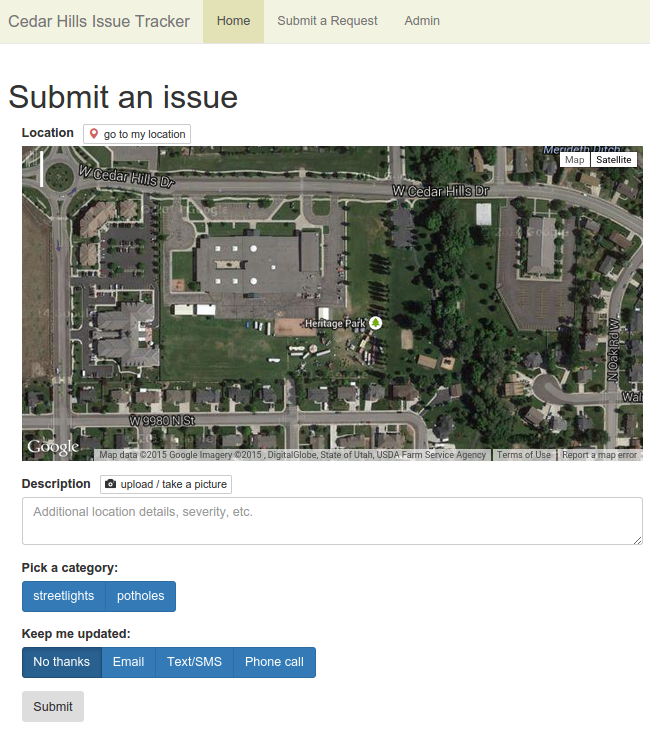 Cedar Hills Issue Tracker Home Submit a Request Admin
Submit an issue
Location go to my location
Merideth Ditch
Map Satellite
W Cedar Hills Dr
W Cedar Hills Dr
Heritage Park
N Oak Rd W
Wal
W 9980 N St
Google
Map data ©2015 Google Imagery ©2015 , DigitalGlobe, State of Utah, USDA Farm Service Agency Terms of Use Report a map error
Description upload / take a picture
Additional location details, severity, etc.
Pick a category:
streetlights potholes
Keep me updated:
No thanks Email Text/SMS Phone call
Submit